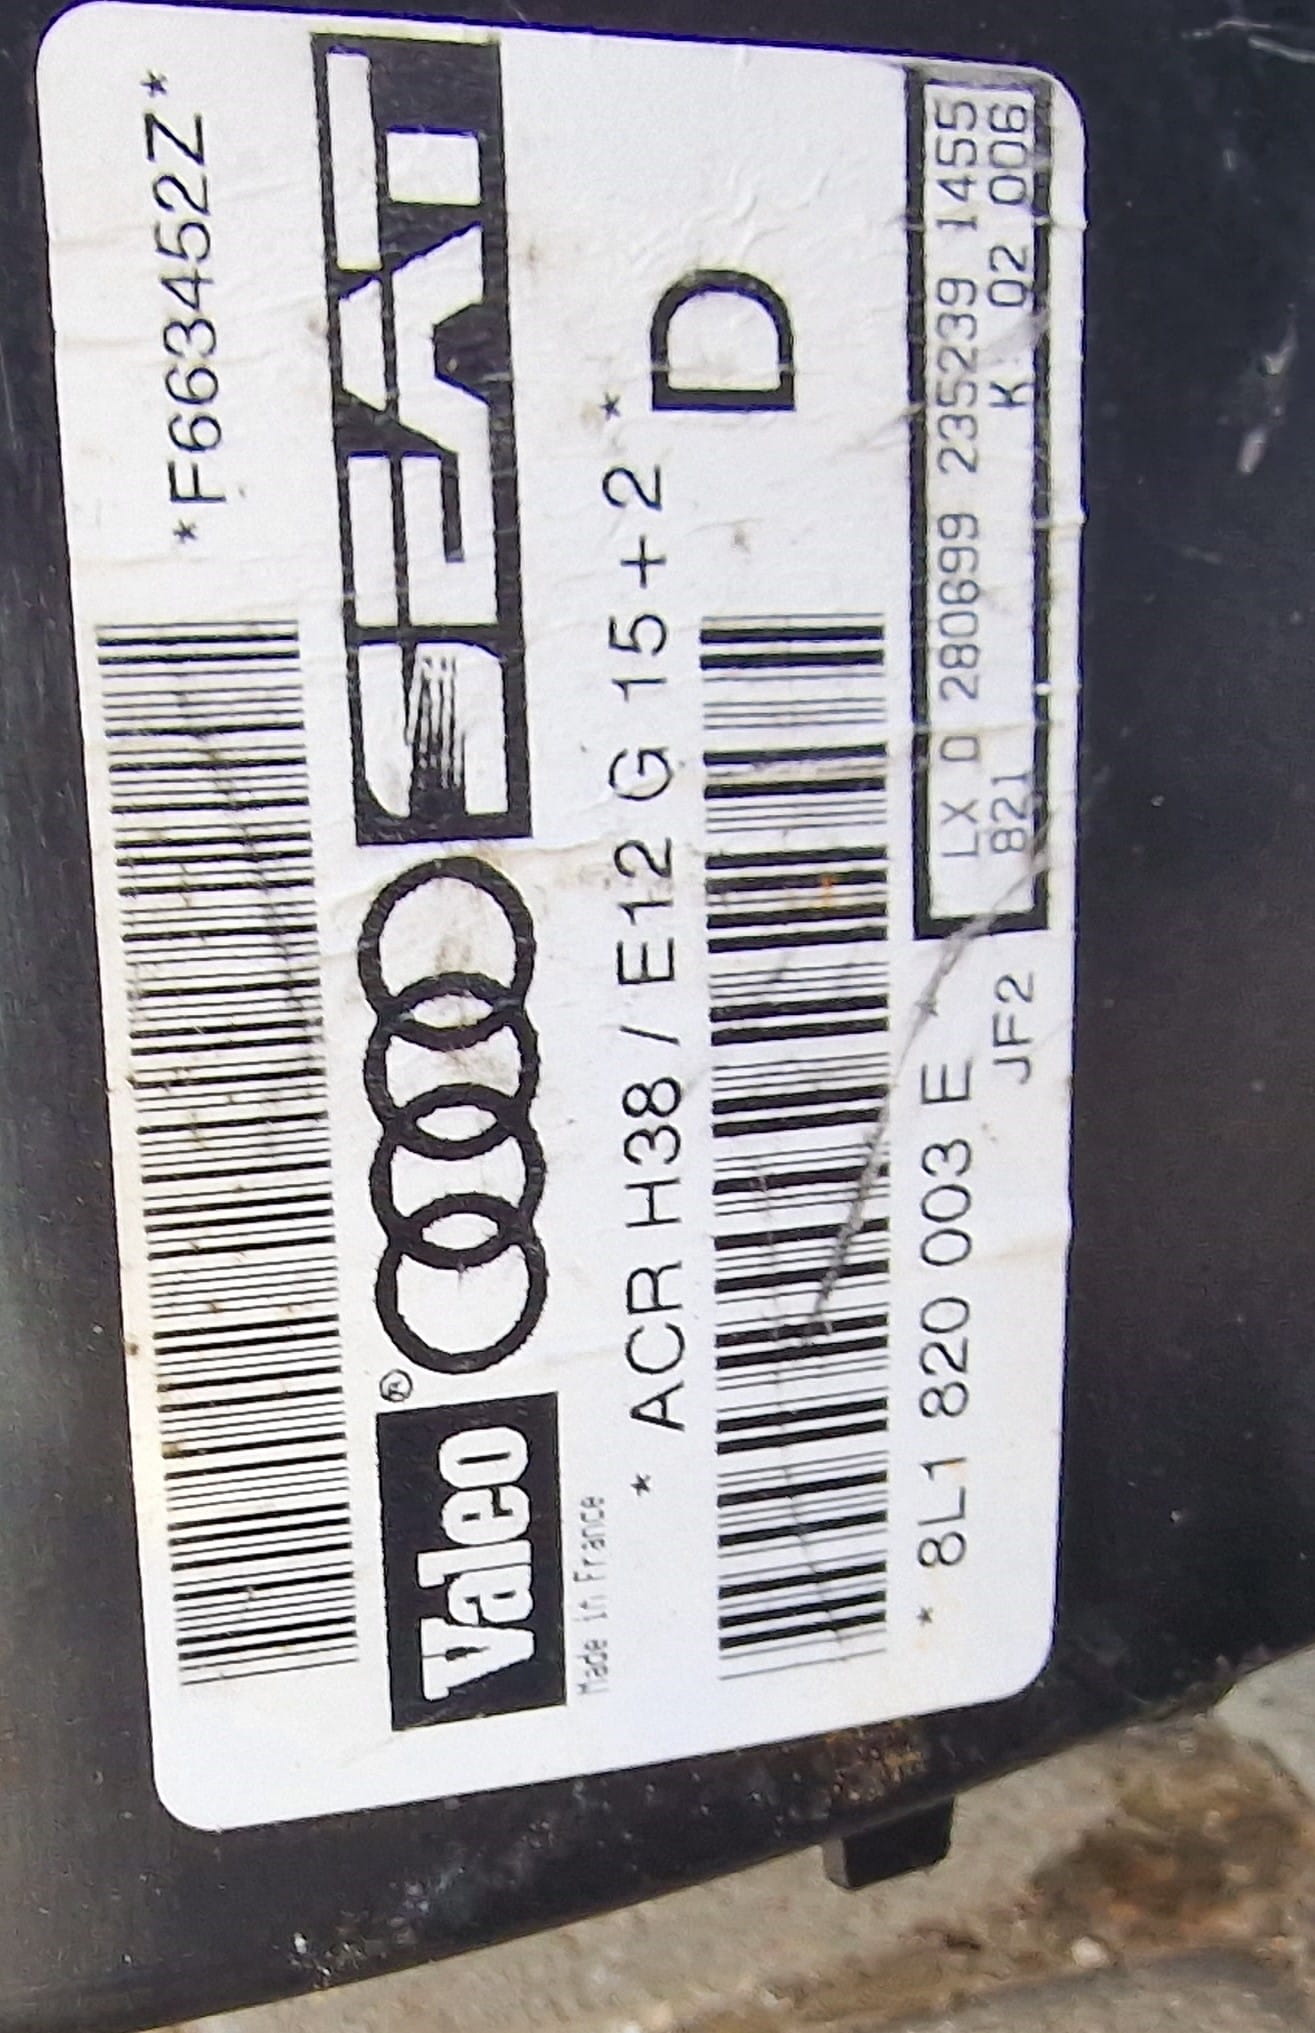 *F663452Z*
Valeo®
SEAT
Made in France
* ACR H38 / E12 G 15 + 2 *
D
* 8L1 820 003 E *
JF2
LX D 280699 235239 1455
821 K 02 006